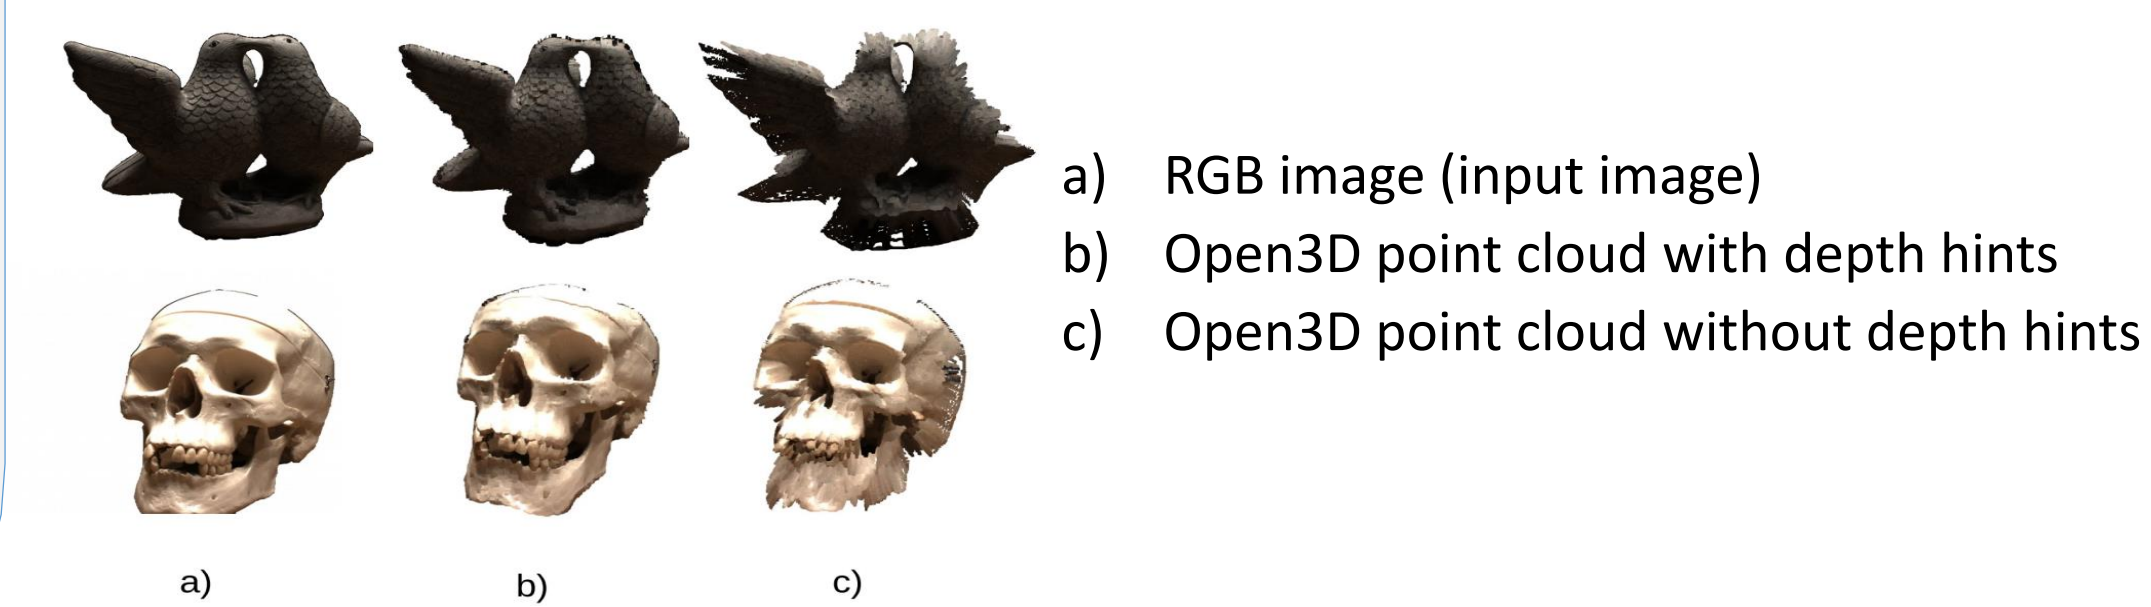 a) RGB image (input image)
b) Open3D point cloud with depth hints
c) Open3D point cloud without depth hints
a) b) c)